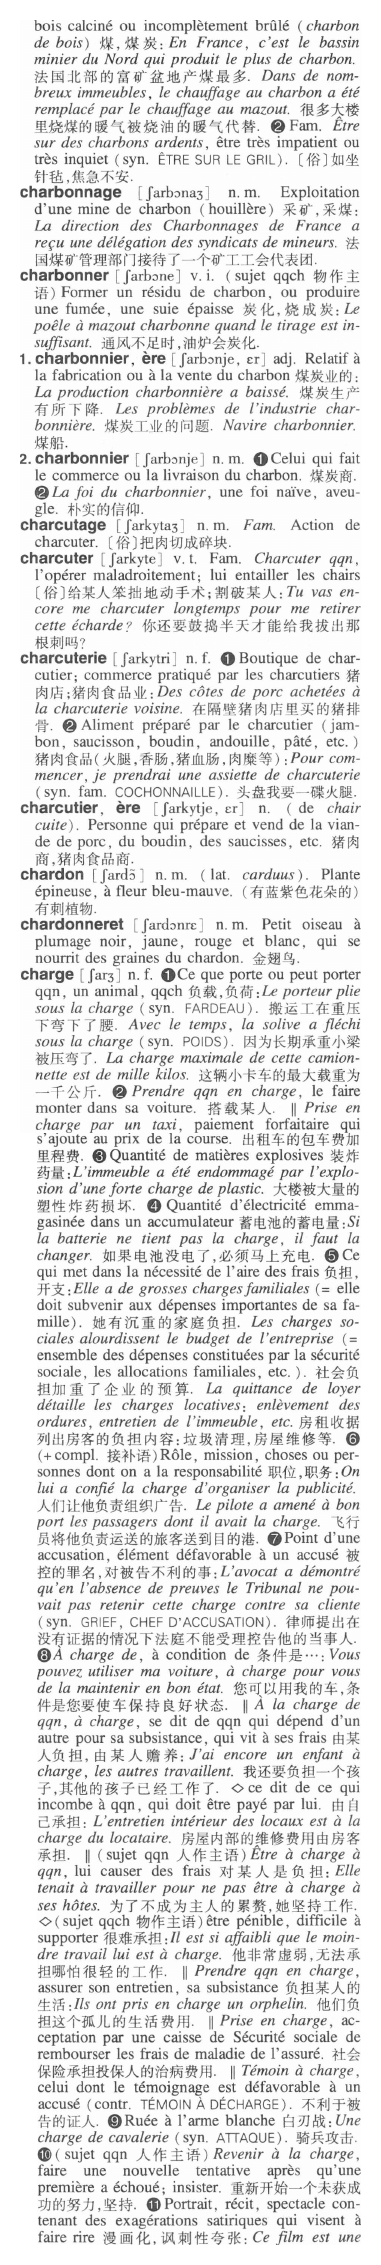 bois calciné ou incomplètement brûlé (charbon
de bois) 煤,煤炭: En France, c'est le bassin
minier du Nord qui produit le plus de charbon.
法国北部的富矿盆地产煤最多. Dans de nom-
breux immeubles, le chauffage au charbon a été
remplacé par le chauffage au mazout. 很多大楼
里烧煤的暖气被烧油的暖气代替. ❷ Fam. Être
sur des charbons ardents, être très impatient ou
très inquiet (syn. ÊTRE SUR LE GRIL). 〔俗〕如坐
针毡,焦急不安.
charbonnage [ʃarbɔnaʒ] n. m. Exploitation
d'une mine de charbon (houillère) 采矿,采煤:
La direction des Charbonnages de France a
reçu une délégation des syndicats de mineurs. 法
国煤矿管理部门接待了一个矿工工会代表团.
charbonner [ʃarbɔne] v. i. (sujet qqch 物作主
语) Former un résidu de charbon, ou produire
une fumée, une suie épaisse 炭化,烧成炭: Le
poêle à mazout charbonne quand le tirage est in-
suffisant. 通风不足时,油炉会炭化.
1. charbonnier, ère [ʃarbɔnje, ɛr] adj. Relatif à
la fabrication ou à la vente du charbon 煤炭业的:
La production charbonnière a baissé. 煤炭生产
有所下降. Les problèmes de l'industrie char-
bonnière. 煤炭工业的问题. Navire charbonnier.
煤船.
2. charbonnier [ʃarbɔnje] n. m. ❶Celui qui fait
le commerce ou la livraison du charbon. 煤炭商.
❷La foi du charbonnier, une foi naïve, aveu-
gle. 朴实的信仰.
charcutage [ʃarkytaʒ] n. m. Fam. Action de
charcuter. 〔俗〕把肉切成碎块.
charcuter [ʃarkyte] v. t. Fam. Charcuter qqn,
l'opérer maladroitement; lui entailler les chairs
〔俗〕给某人笨拙地动手术;割破某人: Tu vas en-
core me charcuter longtemps pour me retirer
cette écharde? 你还要鼓捣半天才能给我拔出那
根刺吗?
charcuterie [ʃarkytri] n. f. ❶ Boutique de char-
cutier; commerce pratiqué par les charcutiers 猪
肉店;猪肉食品业: Des côtes de porc achetées à
la charcuterie voisine. 在隔壁猪肉店里买的猪排
骨. ❷ Aliment préparé par le charcutier (jam-
bon, saucisson, boudin, andouille, pâté, etc.)
猪肉食品(火腿,香肠,猪血肠,肉糜等): Pour com-
mencer, je prendrai une assiette de charcuterie
(syn. fam. COCHONNAILLE). 头盘我要一碟火腿.
charcutier, ère [ʃarkytje, ɛr] n. (de chair
cuite). Personne qui prépare et vend de la vian-
de de porc, du boudin, des saucisses, etc. 猪肉
商,猪肉食品商.
chardon [ʃardɔ̃] n. m. (lat. carduus). Plante
épineuse, à fleur bleu-mauve. (有蓝紫色花朵的)
有刺植物.
chardonneret [ʃardɔnrɛ] n. m. Petit oiseau à
plumage noir, jaune, rouge et blanc, qui se
nourrit des graines du chardon. 金翅鸟.
charge [ʃarʒ] n. f. ❶Ce que porte ou peut porter
qqn, un animal, qqch 负载,负荷: Le porteur plie
sous la charge (syn. FARDEAU). 搬运工在重压
下弯下了腰. Avec le temps, la solive a fléchi
sous la charge (syn. POIDS). 因为长期承重小梁
被压弯了. La charge maximale de cette camion-
nette est de mille kilos. 这辆小卡车的最大载重为
一千公斤. ❷ Prendre qqn en charge, le faire
monter dans sa voiture. 搭载某人. ‖ Prise en
charge par un taxi, paiement forfaitaire qui
s'ajoute au prix de la course. 出租车的包车费加
里程费. ❸ Quantité de matières explosives 装炸
药量: L'immeuble a été endommagé par l'explo-
sion d'une forte charge de plastic. 大楼被大量的
塑性炸药损坏. ❹ Quantité d'électricité emma-
gasinée dans un accumulateur 蓄电池的蓄电量: Si
la batterie ne tient pas la charge, il faut la
changer. 如果电池没电了,必须马上充电. ❺ Ce
qui met dans la nécessité de l'aire des frais 负担,
开支: Elle a de grosses charges familiales (= elle
doit subvenir aux dépenses importantes de sa fa-
mille). 她有沉重的家庭负担. Les charges so-
ciales alourdissent le budget de l'entreprise (=
ensemble des dépenses constituées par la sécurité
sociale, les allocations familiales, etc.). 社会负
担加重了企业的预算. La quittance de loyer
détaille les charges locatives: enlèvement des
ordures, entretien de l'immeuble, etc. 房租收据
列出房客的负担内容:垃圾清理,房屋维修等. ❻
(+ compl. 接补语) Rôle, mission, choses ou per-
sonnes dont on a la responsabilité 职位,职务: On
lui a confié la charge d'organiser la publicité.
人们让他负责组织广告. Le pilote a amené à bon
port les passagers dont il avait la charge. 飞行
员将他负责运送的旅客送到目的港. ❼Point d'une
accusation, élément défavorable à un accusé 被
控的罪名,对被告不利的事: L'avocat a démontré
qu'en l'absence de preuves le Tribunal ne pou-
vait pas retenir cette charge contre sa cliente
(syn. GRIEF, CHEF D'ACCUSATION). 律师提出在
没有证据的情况下法庭不能受理控告他的当事人.
❽À charge de, à condition de 条件是…: Vous
pouvez utiliser ma voiture, à charge pour vous
de la maintenir en bon état. 您可以用我的车,条
件是您要使车保持良好状态. ‖ À la charge de
qqn, à charge, se dit de qqn qui dépend d'un
autre pour sa subsistance, qui vit à ses frais 由某
人负担,由某人赡养: J'ai encore un enfant à
charge, les autres travaillent. 我还要负担一个孩
子,其他的孩子已经工作了. ◇ ce dit de ce qui
incombe à qqn, qui doit être payé par lui. 由自
己承担: L'entretien intérieur des locaux est à la
charge du locataire. 房屋内部的维修费用由房客
承担. ‖ (sujet qqn 人作主语) Être à charge à
qqn, lui causer des frais 对某人是负担: Elle
tenait à travailler pour ne pas être à charge à
ses hôtes. 为了不成为主人的累赘,她坚持工作.
◇(sujet qqch 物作主语) être pénible, difficile à
supporter 很难承担: Il est si affaibli que le moin-
dre travail lui est à charge. 他非常虚弱,无法承
担哪怕很轻的工作. ‖ Prendre qqn en charge,
assurer son entretien, sa subsistance 负担某人的
生活: Ils ont pris en charge un orphelin. 他们负
担这个孤儿的生活费用. ‖ Prise en charge, ac-
ceptation par une caisse de Sécurité sociale de
rembourser les frais de maladie de l'assuré. 社会
保险承担投保人的治病费用. ‖ Témoin à charge,
celui dont le témoignage est défavorable à un
accusé (contr. TÉMOIN À DÉCHARGE). 不利于被
告的证人. ❾Ruée à l'arme blanche 白刃战: Une
charge de cavalerie (syn. ATTAQUE). 骑兵攻击.
❿ (sujet qqn 人作主语) Revenir à la charge,
faire une nouvelle tentative après qu'une
première a échoué; insister. 重新开始一个未获成
功的努力,坚持. ⓫ Portrait, récit, spectacle con-
tenant des exagérations satiriques qui visent à
faire rire 漫画化,讽刺性夸张: Ce film est une